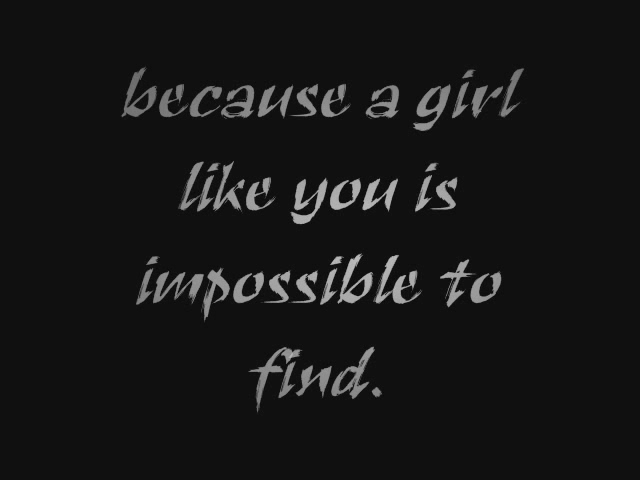 because a girl
like you is
impossible to
find.